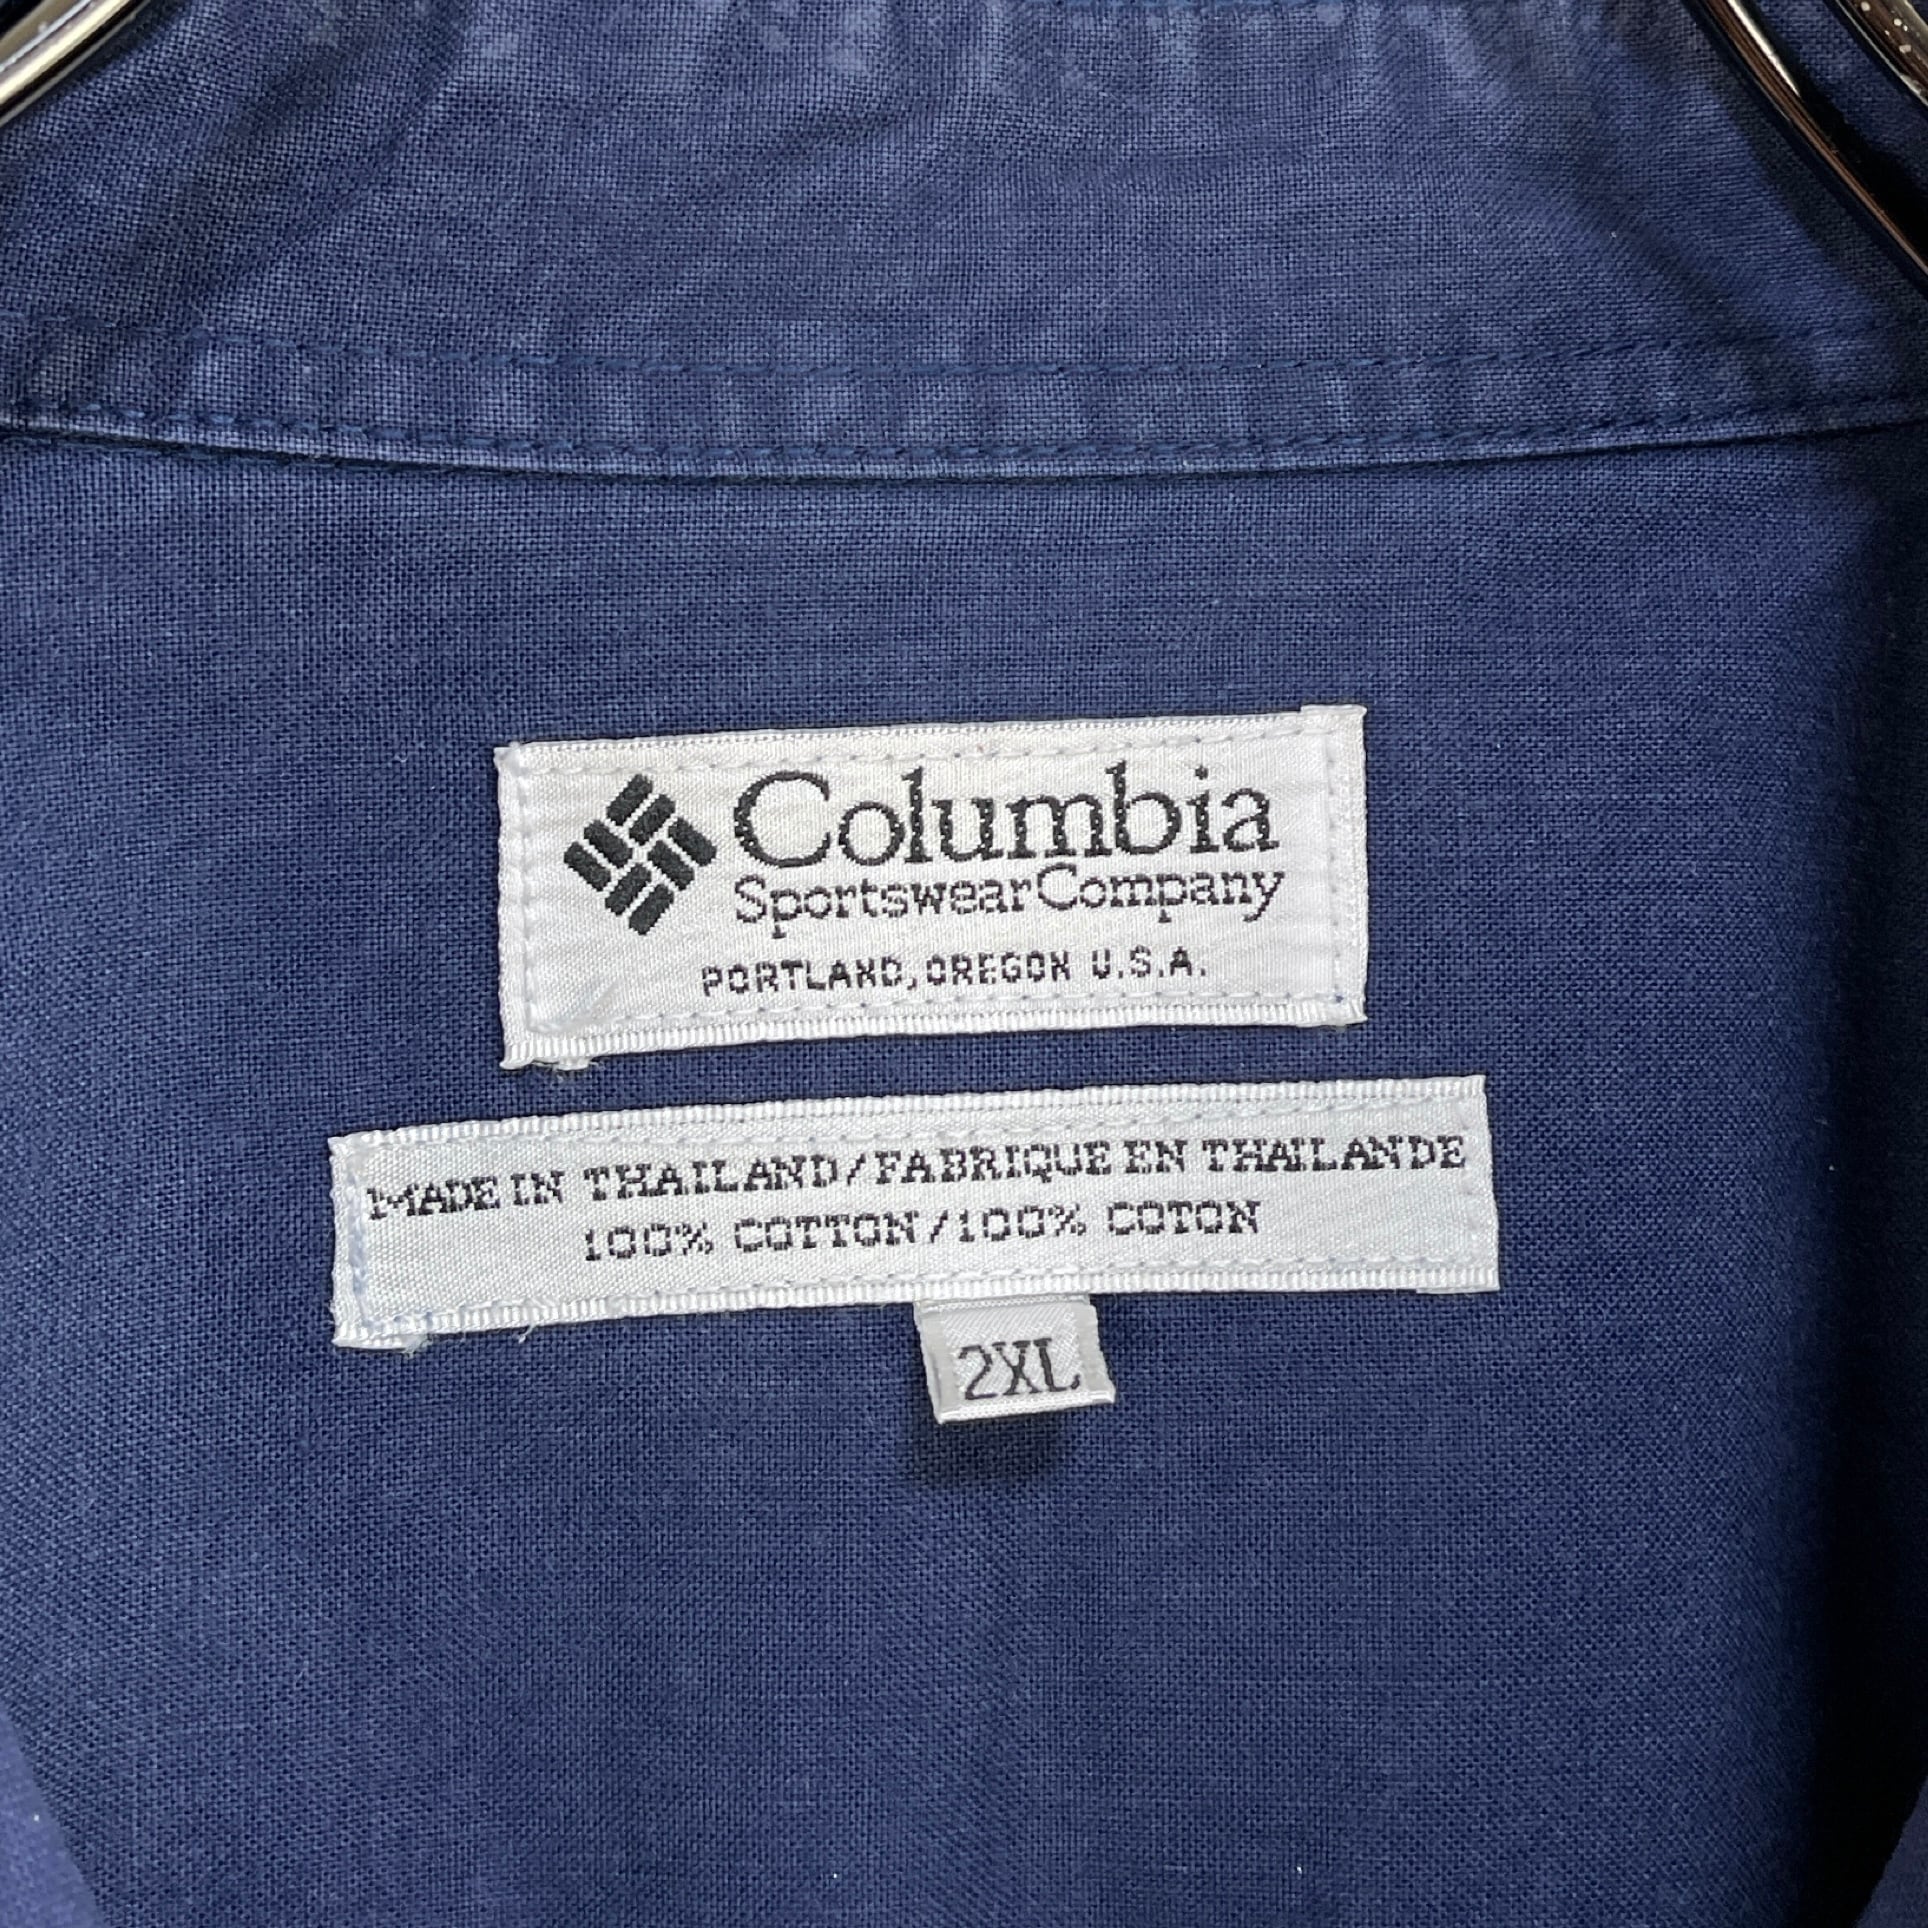 Columbia
Sportswear Company
PORTLAND, OREGON U.S.A.
MADE IN THAILAND/FABRIQUE EN THAILANDE
100% COTTON/100% COTON
2XL